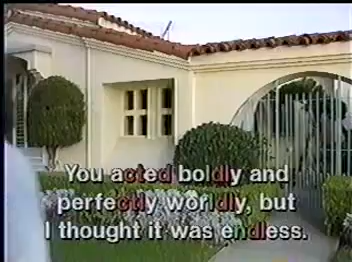 You acted boldly and
perfectly worldly, but
I thought it was endless.